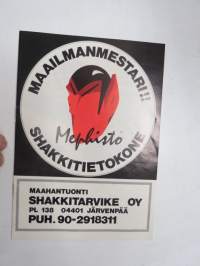 MAAILMANMESTARI!!
Mephisto
SHAKKITIETOKONE
MAAHANTUONTI
SHAKKITARVIKE OY
PL 138 04401 JÄRVENPÄÄ
PUH. 90-2918311